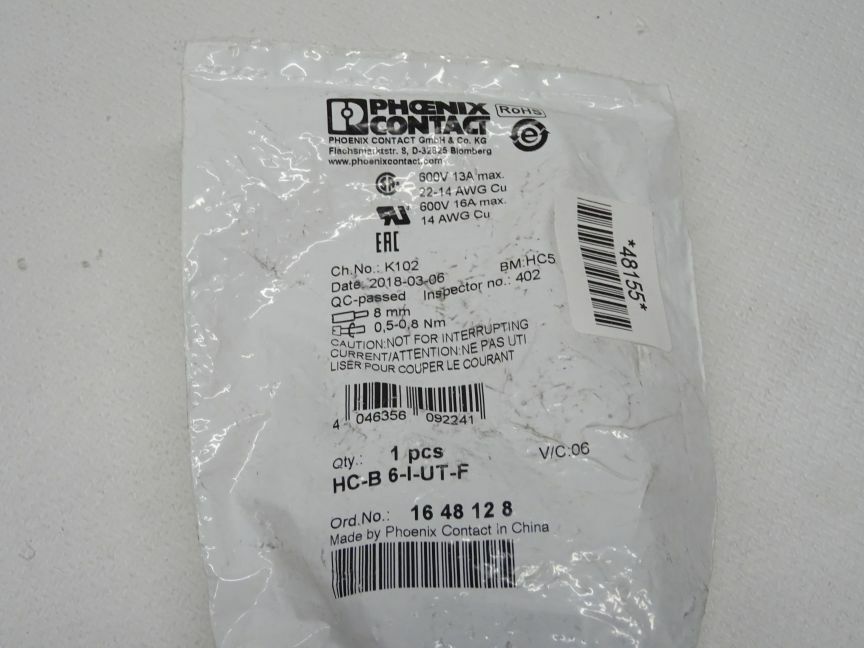 PHŒNIX
CONTACT
RoHS
e
PHOENIX CONTACT GmbH & Co. KG
Flachsmarktstr. 8, D-32825 Blomberg
www.phoenixcontact.com
600V 13A max.
22-14 AWG Cu
600V 16A max.
14 AWG Cu
EAC
*48155*
Ch.No.: K102 BM:HC5
Date: 2018-03-06
QC-passed Inspector no.: 402
8 mm
0,5-0,8 Nm
CAUTION:NOT FOR INTERRUPTING
CURRENT/ATTENTION:NE PAS UTI
LISER POUR COUPER LE COURANT
4 046356 092241
Qty.: 1 pcs V/C:06
HC-B 6-I-UT-F
Ord.No.: 16 48 12 8
Made by Phoenix Contact in China